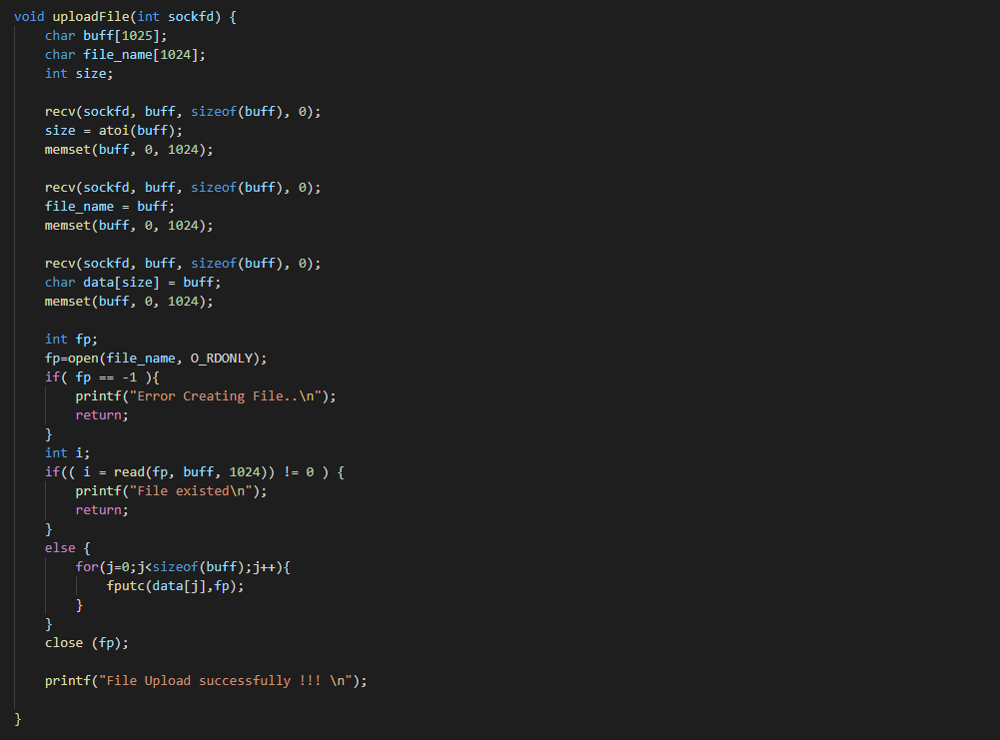 void uploadFile(int sockfd) {
    char buff[1025];
    char file_name[1024];
    int size;

    recv(sockfd, buff, sizeof(buff), 0);
    size = atoi(buff);
    memset(buff, 0, 1024);

    recv(sockfd, buff, sizeof(buff), 0);
    file_name = buff;
    memset(buff, 0, 1024);

    recv(sockfd, buff, sizeof(buff), 0);
    char data[size] = buff;
    memset(buff, 0, 1024);

    int fp;
    fp=open(file_name, O_RDONLY);
    if( fp == -1 ){
        printf("Error Creating File..\n");
        return;
    }
    int i;
    if(( i = read(fp, buff, 1024)) != 0 ) {
        printf("File existed\n");
        return;
    }
    else {
        for(j=0;j<sizeof(buff);j++){
            fputc(data[j],fp);
        }
    }
    close (fp);

    printf("File Upload successfully !!! \n");

}